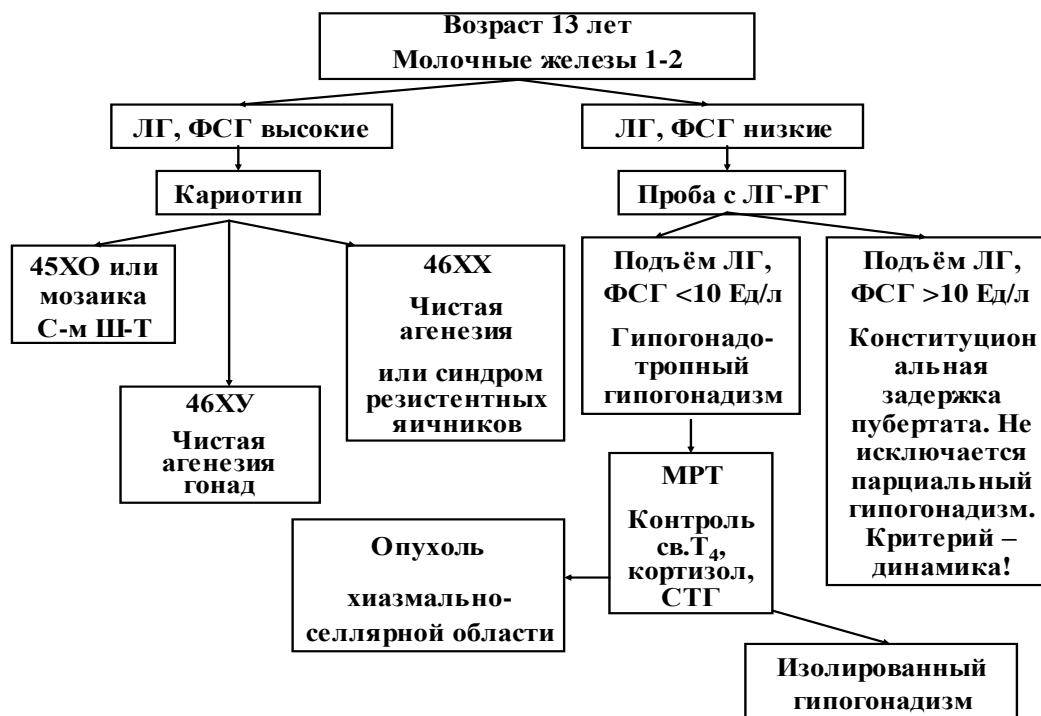 Возраст 13 лет
Молочные железы 1-2
ЛГ, ФСГ высокие
ЛГ, ФСГ низкие
Кариотип
Проба с ЛГ-РГ
45ХО или
мозаика
С-м Ш-Т
46ХУ
Чистая
агенезия
гонад
46ХХ
Чистая
агенезия
или синдром
резистентных
яичников
Подъём ЛГ,
ФСГ <10 Ед/л
Гипогонадо-
тропный
гипогонадизм
Подъём ЛГ,
ФСГ >10 Ед/л
Конституцион
альная
задержка
пубертата. Не
исключается
парциальный
гипогонадизм.
Критерий –
динамика!
МРТ
Контроль
св.Т₄,
кортизол,
СТГ
Опухоль
хиазмально-
селлярной области
Изолированный
гипогонадизм